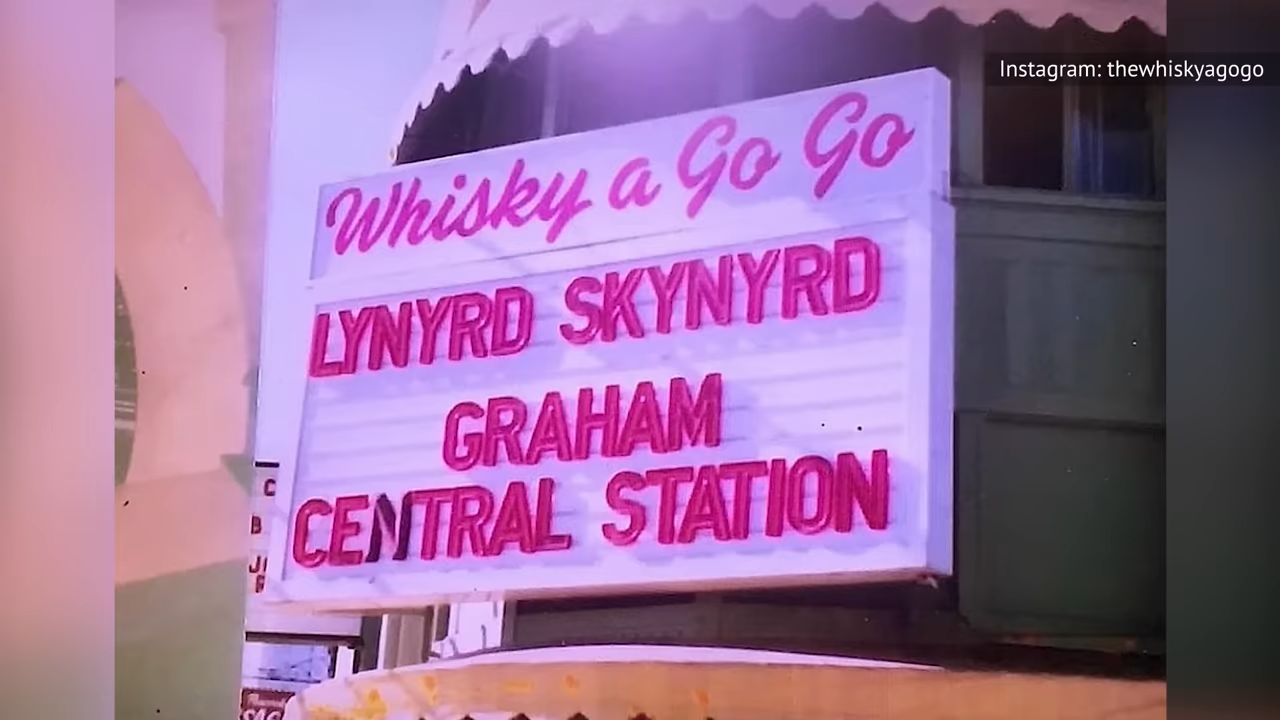 Instagram: thewhiskyagogo
Whisky a Go Go
LYNYRD SKYNYRD
GRAHAM
CENTRAL STATION